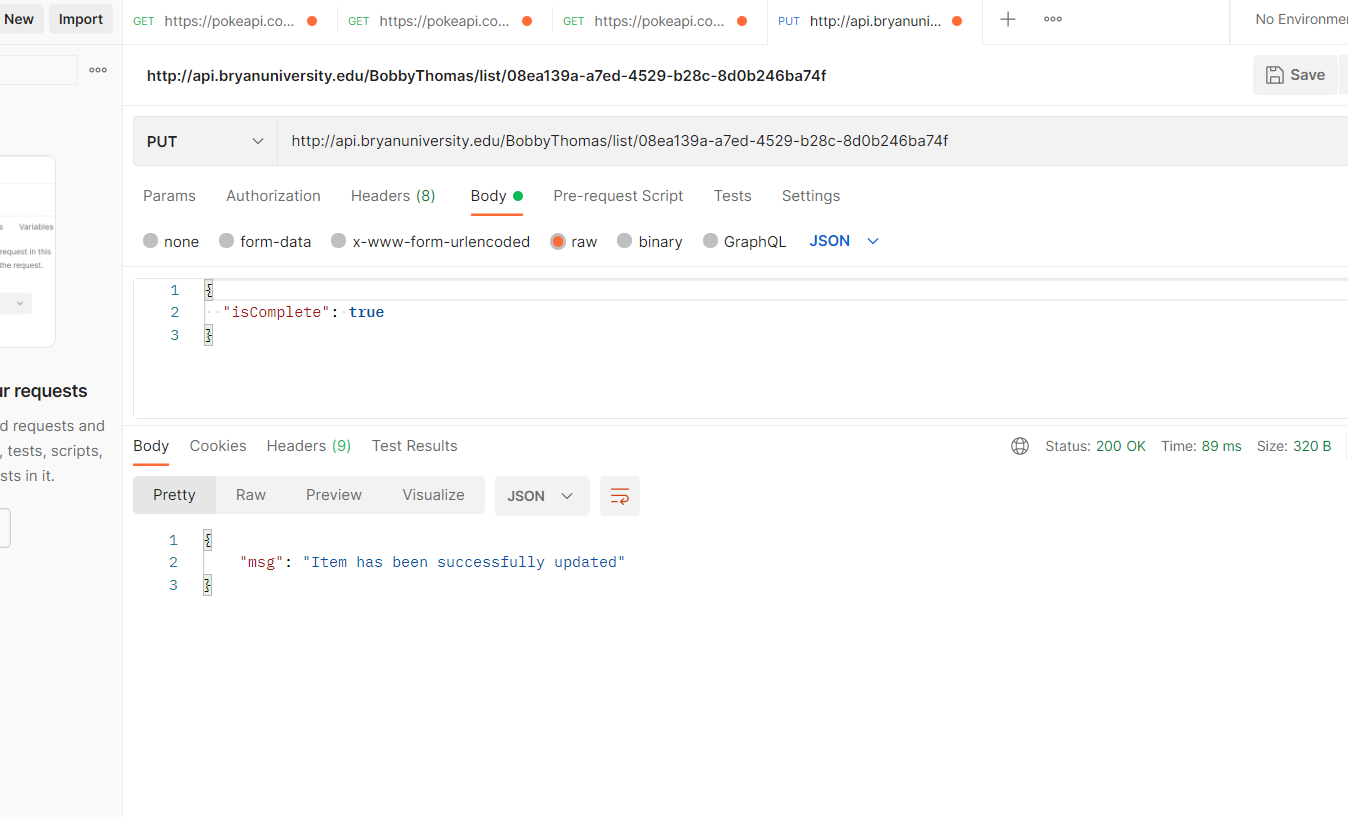 New Import GET https://pokeapi.co... GET https://pokeapi.co... GET https://pokeapi.co... PUT http://api.bryanuni... No Environme
http://api.bryanuniversity.edu/BobbyThomas/list/08ea139a-a7ed-4529-b28c-8d0b246ba74f Save
PUT http://api.bryanuniversity.edu/BobbyThomas/list/08ea139a-a7ed-4529-b28c-8d0b246ba74f
Params Authorization Headers (8) Body Pre-request Script Tests Settings
s Variables
none form-data x-www-form-urlencoded raw binary GraphQL JSON
request in this
the request.
1 {
2 "isComplete": true
3 }
ur requests
d requests and
, tests, scripts,
sts in it.
Body Cookies Headers (9) Test Results Status: 200 OK Time: 89 ms Size: 320 B
Pretty Raw Preview Visualize JSON
1 {
2 "msg": "Item has been successfully updated"
3 }